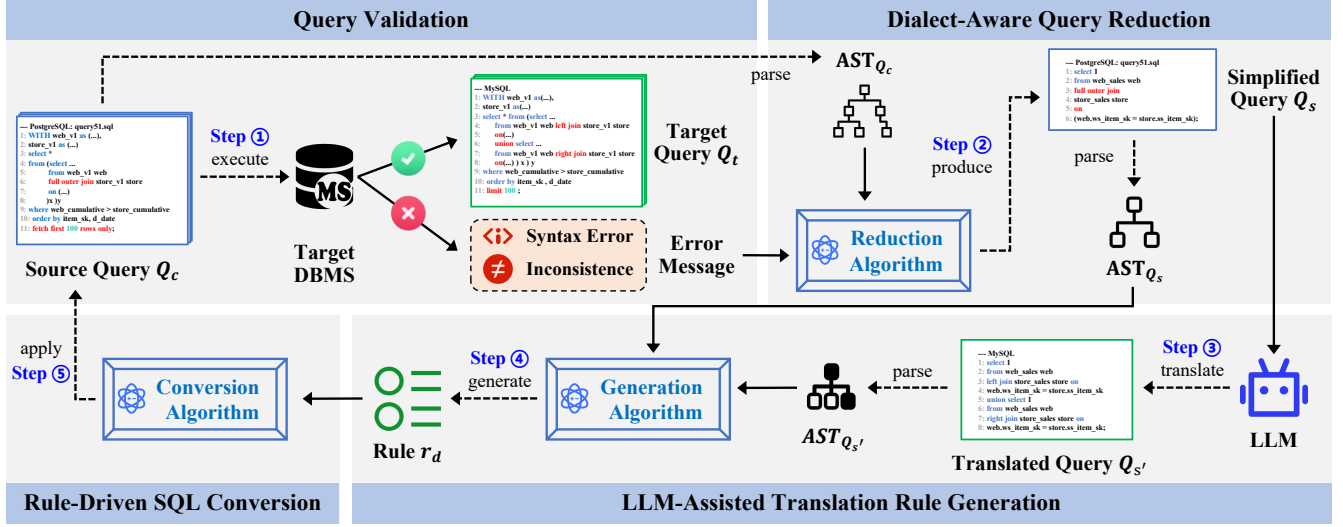 Query Validation
Dialect-Aware Query Reduction
--- PostgreSQL: query51.sql
1: WITH web_v1 as (...),
2: store_v1 as (...)
3: select *
4: from (select ...
5: from web_v1 web
6: full outer join store_v1 store
7: on (...)
8: )x )y
9: where web_cumulative > store_cumulative
10: order by item_sk, d_date
11: fetch first 100 rows only;
Source Query Q_c
Step ①
execute
MS
Target
DBMS
--- MySQL
1: WITH web_v1 as(...),
2: store_v1 as(...)
3: select * from (select ...
4: from web_v1 web left join store_v1 store
5: on(...)
6: union select ...
7: from web_v1 web right join store_v1 store
8: on(...) ) x ) y
9: where web_cumulative > store_cumulative
10: order by item_sk , d_date
11: limit 100 ;
Target
Query Q_t
Syntax Error
Inconsistence
Error
Message
parse
AST_{Q_c}
Reduction
Algorithm
Step ②
produce
--- PostgreSQL: query51.sql
1: select 1
2: from web_sales web
3: full outer join
4: store_sales store
5: on
6: (web.ws_item_sk = store.ss_item_sk);
Simplified
Query Q_s
parse
AST_{Q_s}
apply
Step ⑤
Conversion
Algorithm
Rule r_d
Step ④
generate
Generation
Algorithm
AST_{Q_{s'}}
parse
--- MySQL
1: select 1
2: from web_sales web
3: left join store_sales store on
4: web.ws_item_sk = store.ss_item_sk
5: union select 1
6: from web_sales web
7: right join store_sales store on
8: web.ws_item_sk = store.ss_item_sk;
Translated Query Q_{s'}
Step ③
translate
LLM
Rule-Driven SQL Conversion
LLM-Assisted Translation Rule Generation